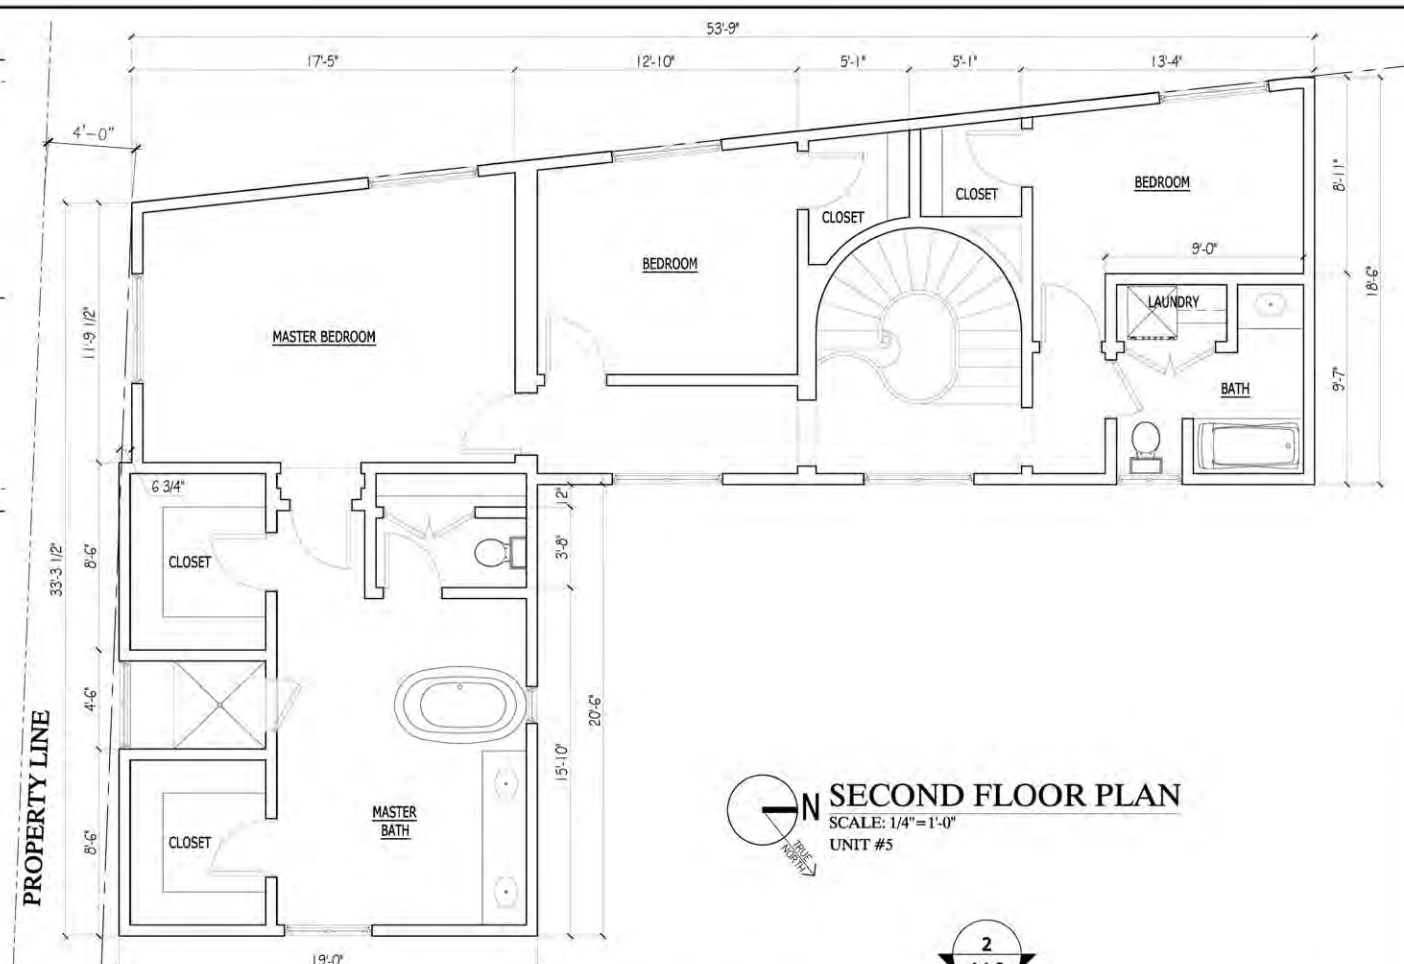 53'-9"
17'-5"
12'-10"
5'-1"
5'-1"
13'-4"
4'-0"
8'-11"
BEDROOM
CLOSET
CLOSET
9'-0"
BEDROOM
18'-6"
LAUNDRY
11'-9 1/2"
MASTER BEDROOM
9'-7"
BATH
6 3/4"
12"
3'-8"
8'-6"
CLOSET
33'-3 1/2"
4'-6"
20'-6"
15'-10"
PROPERTY LINE
MASTER
BATH
CLOSET
8'-6"
N
SECOND FLOOR PLAN
SCALE: 1/4"=1'-0"
UNIT #5
TRUE
NORTH
2
19'-0"